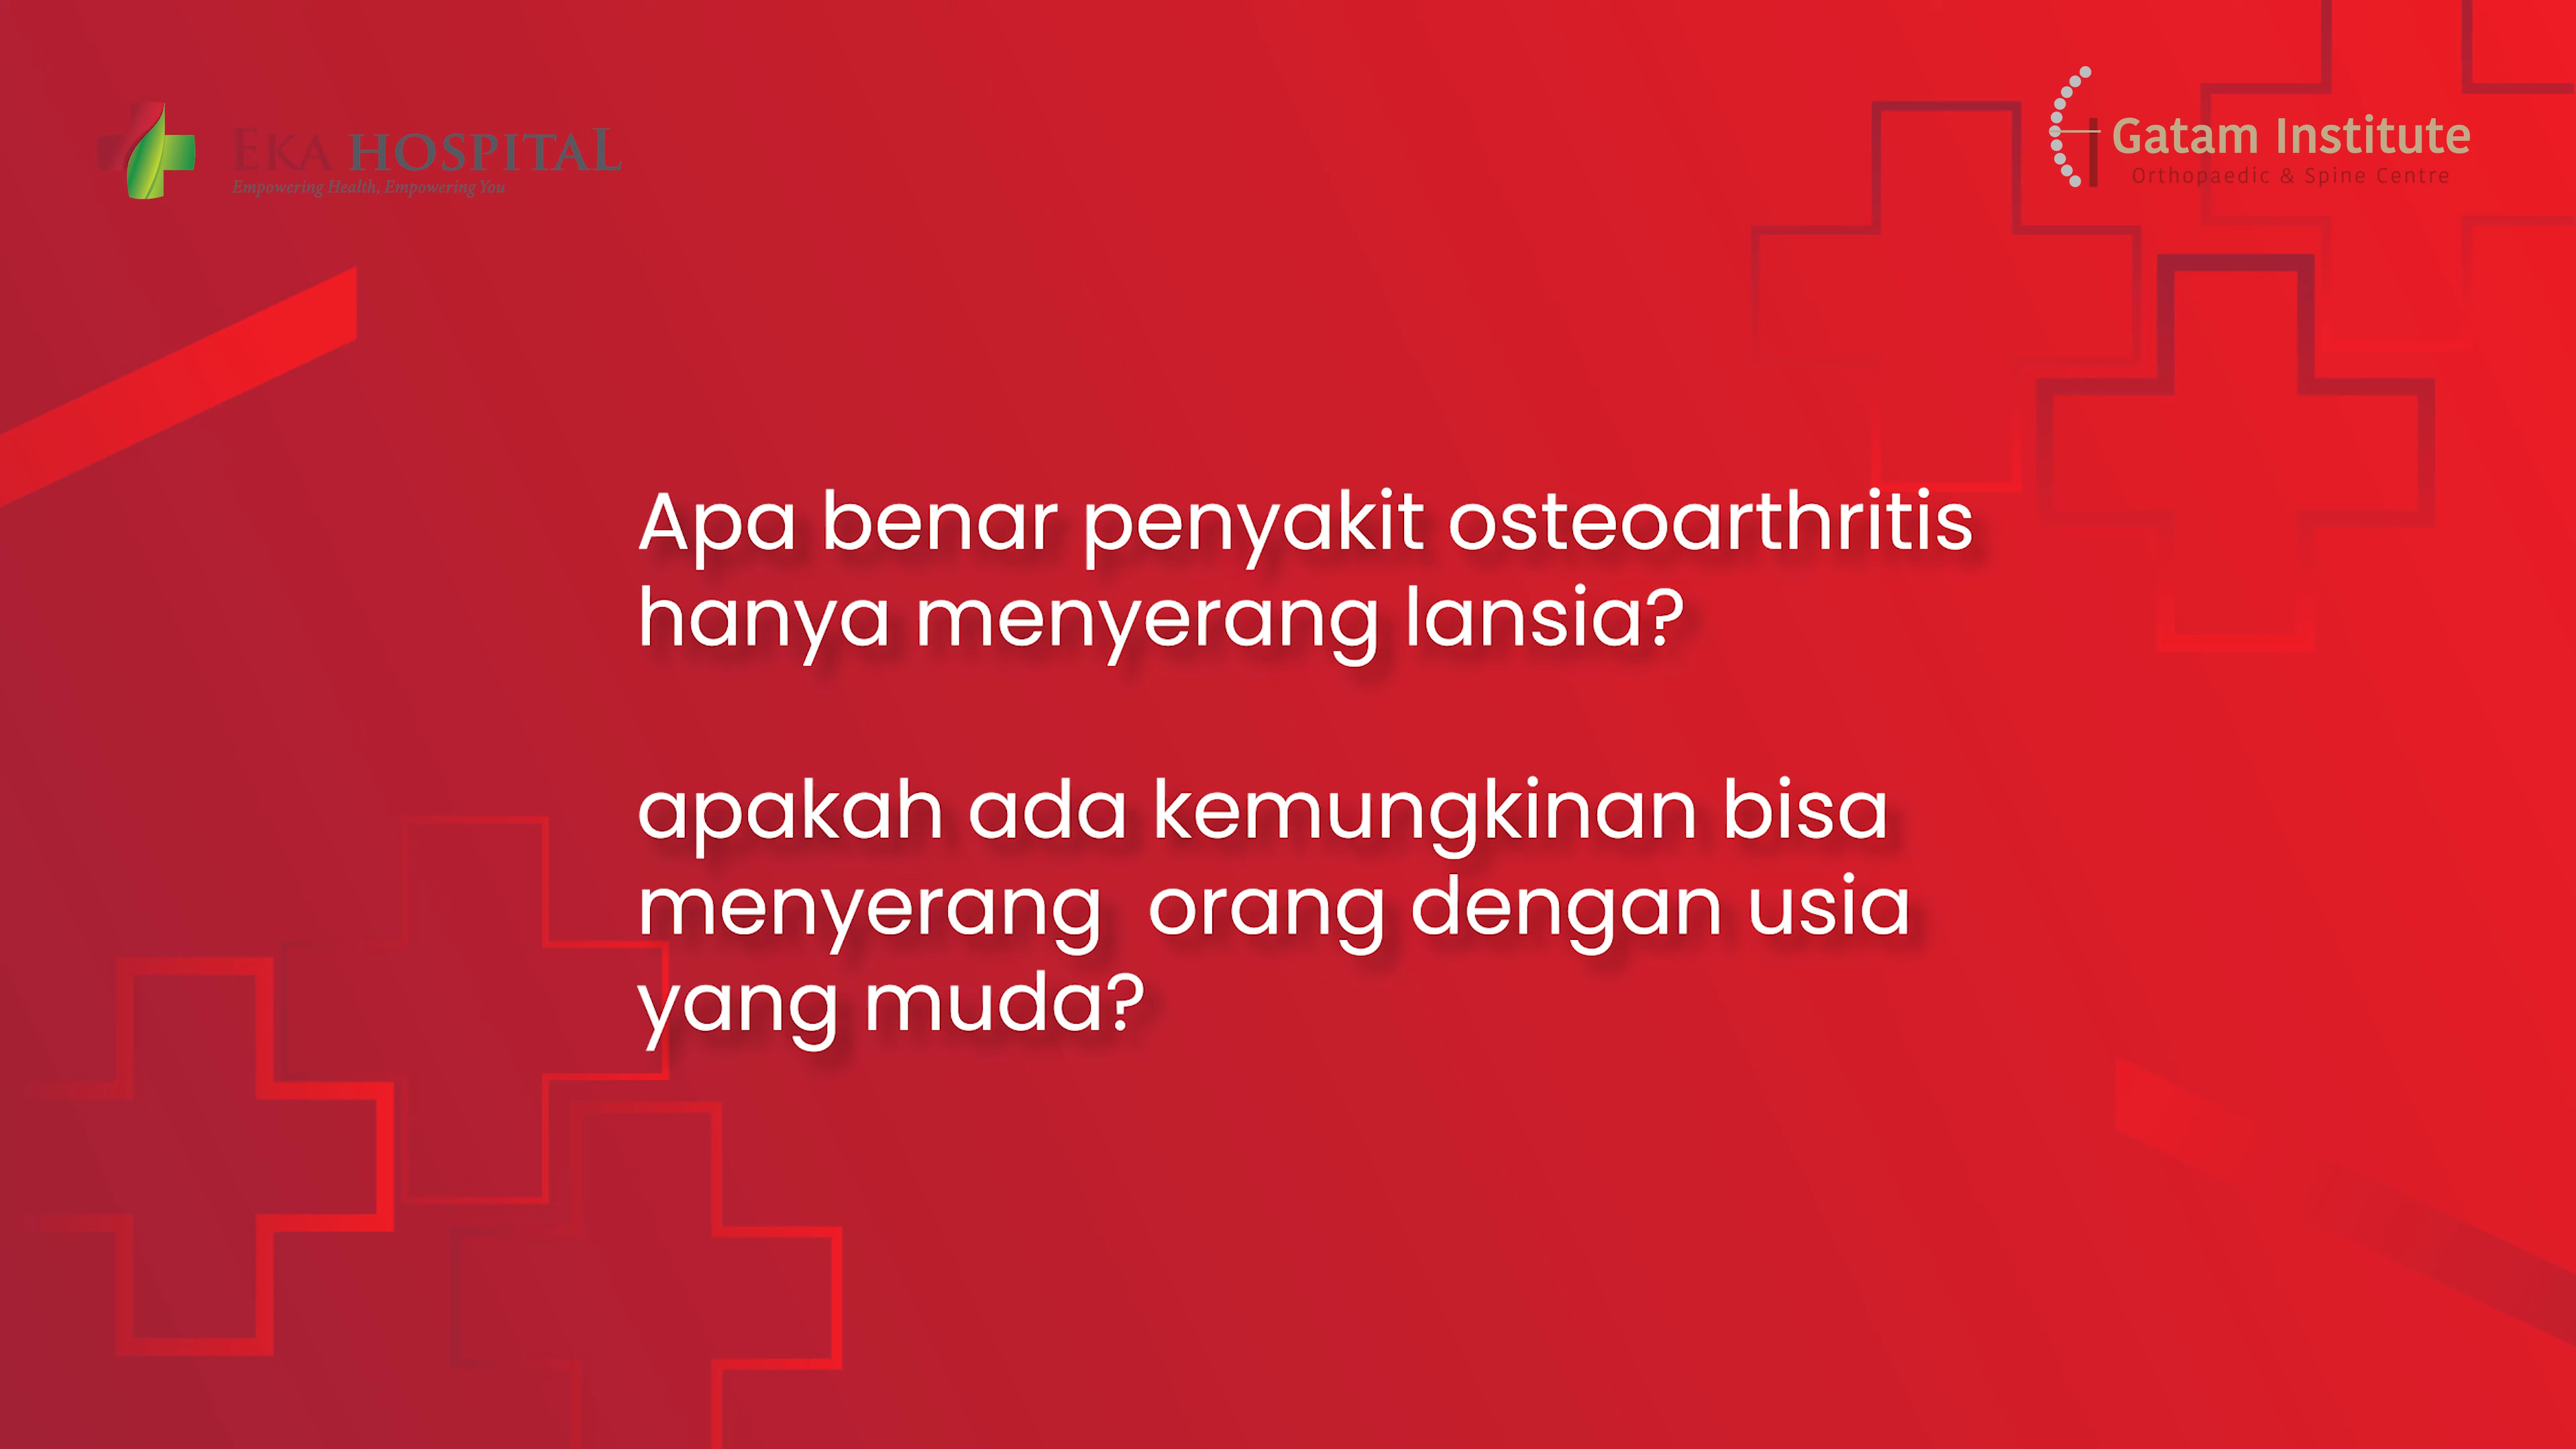 EKA HOSPITAL
Empowering Health, Empowering You
Gatam Institute
Orthopaedic & Spine Centre
Apa benar penyakit osteoarthritis
hanya menyerang lansia?
apakah ada kemungkinan bisa
menyerang  orang dengan usia
yang muda?